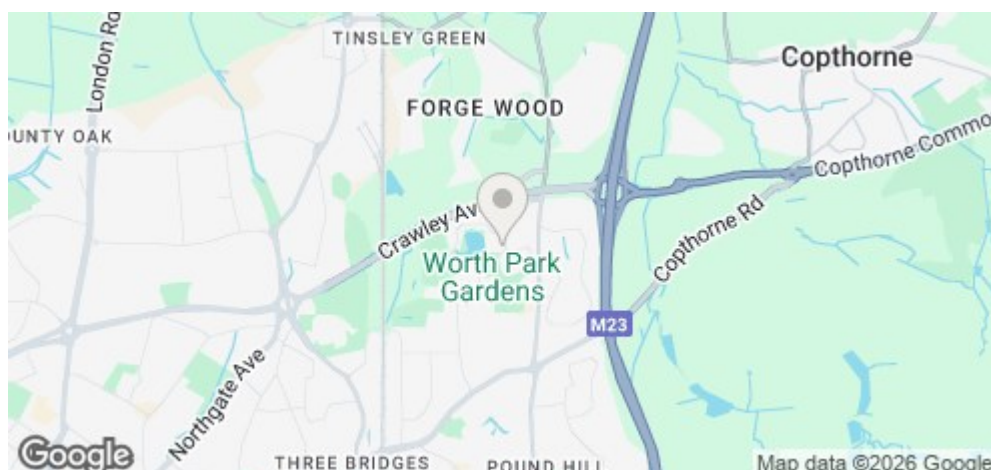 London Rd
TINSLEY GREEN
Copthorne
FORGE WOOD
OUNTY OAK
Copthorne Commo
Crawley Av
Copthorne Rd
Worth Park
Gardens
M23
Northgate Ave
Google
THREE BRIDGES
POUND HILL
Map data ©2026 Google